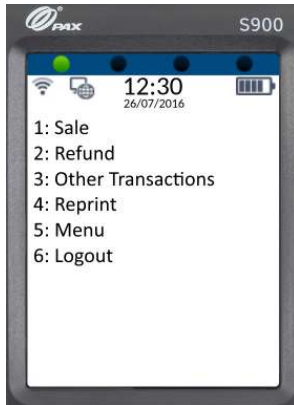 PAX S900
12:30
26/07/2016
1: Sale
2: Refund
3: Other Transactions
4: Reprint
5: Menu
6: Logout